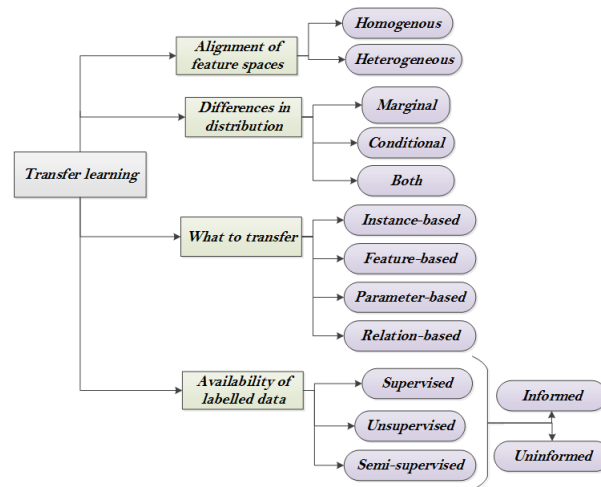 Transfer learning
Alignment of
feature spaces
Homogenous
Heterogeneous
Differences in
distribution
Marginal
Conditional
Both
What to transfer
Instance-based
Feature-based
Parameter-based
Relation-based
Availability of
labelled data
Supervised
Unsupervised
Semi-supervised
Informed
Uninformed